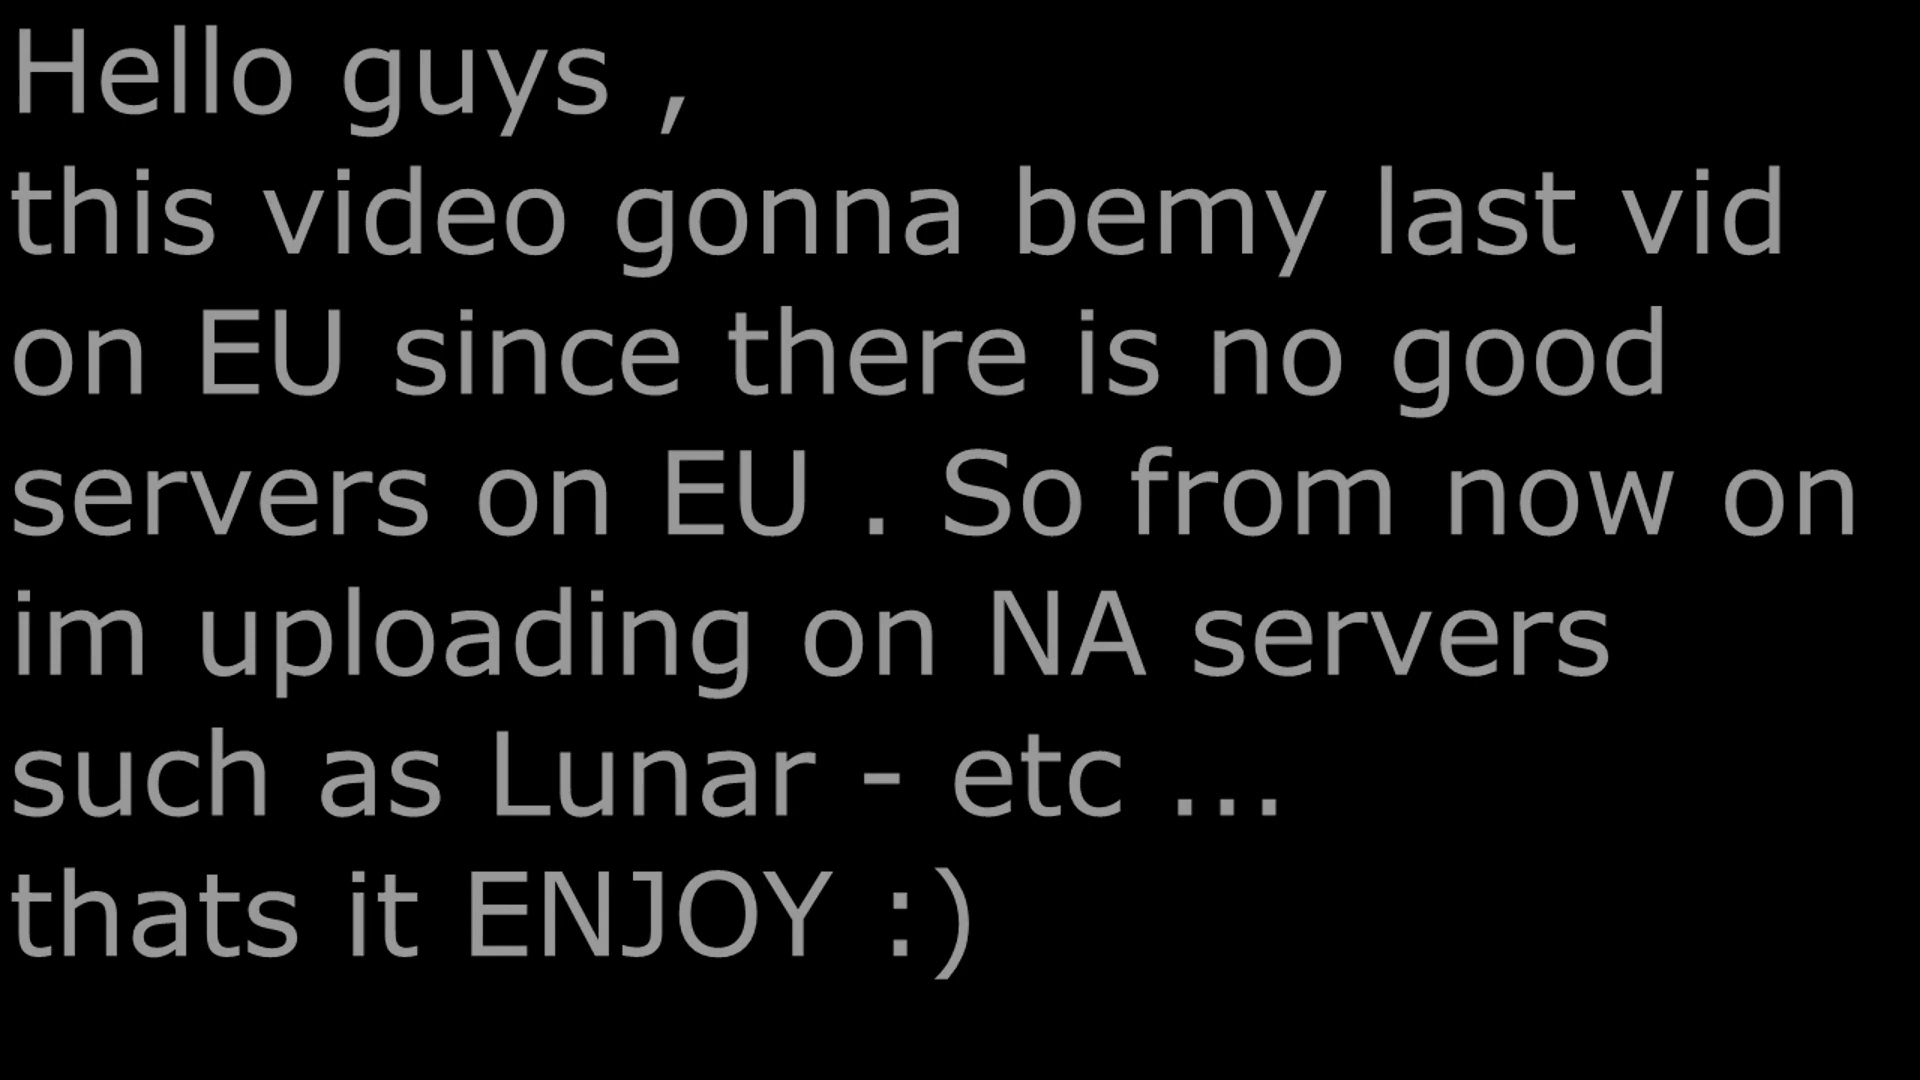 Hello guys ,
this video gonna bemy last vid
on EU since there is no good
servers on EU . So from now on
im uploading on NA servers
such as Lunar - etc ...
thats it ENJOY :)